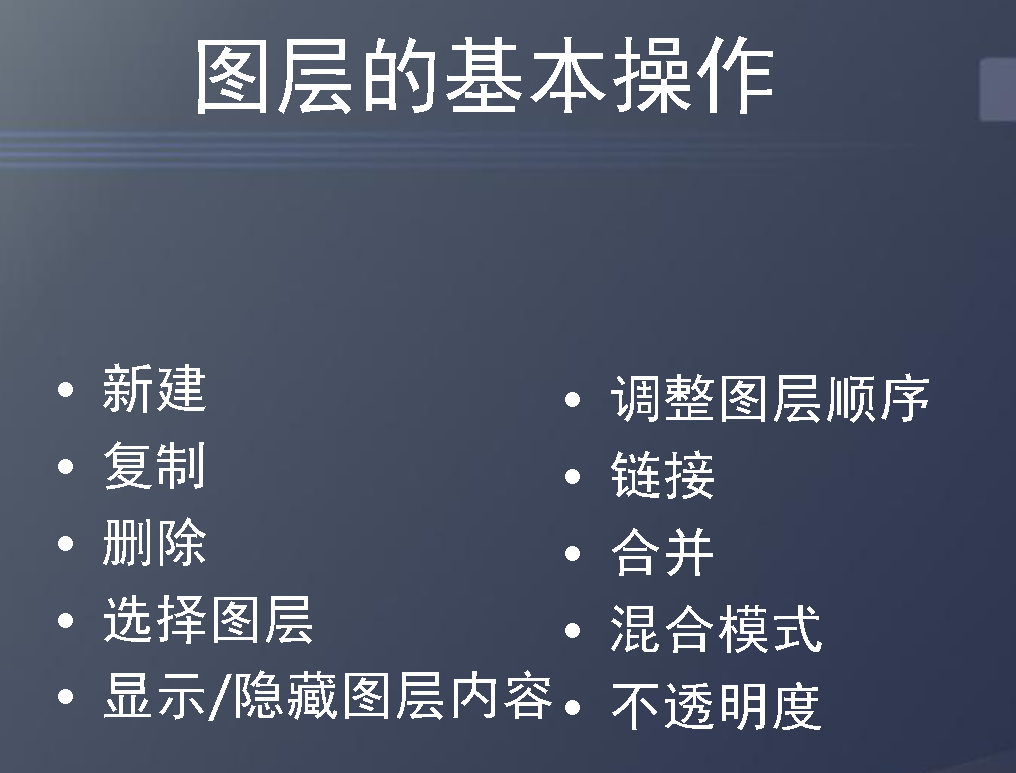 图层的基本操作
• 新建
• 复制
• 删除
• 选择图层
• 显示/隐藏图层内容
• 调整图层顺序
• 链接
• 合并
• 混合模式
• 不透明度